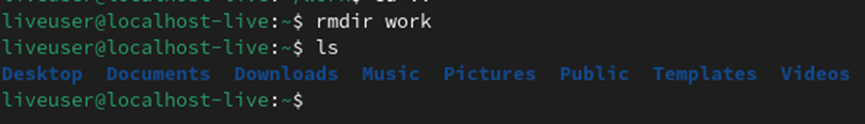 liveuser@localhost-live:~$ rmdir work
liveuser@localhost-live:~$ ls
Desktop  Documents  Downloads  Music  Pictures  Public  Templates  Videos
liveuser@localhost-live:~$